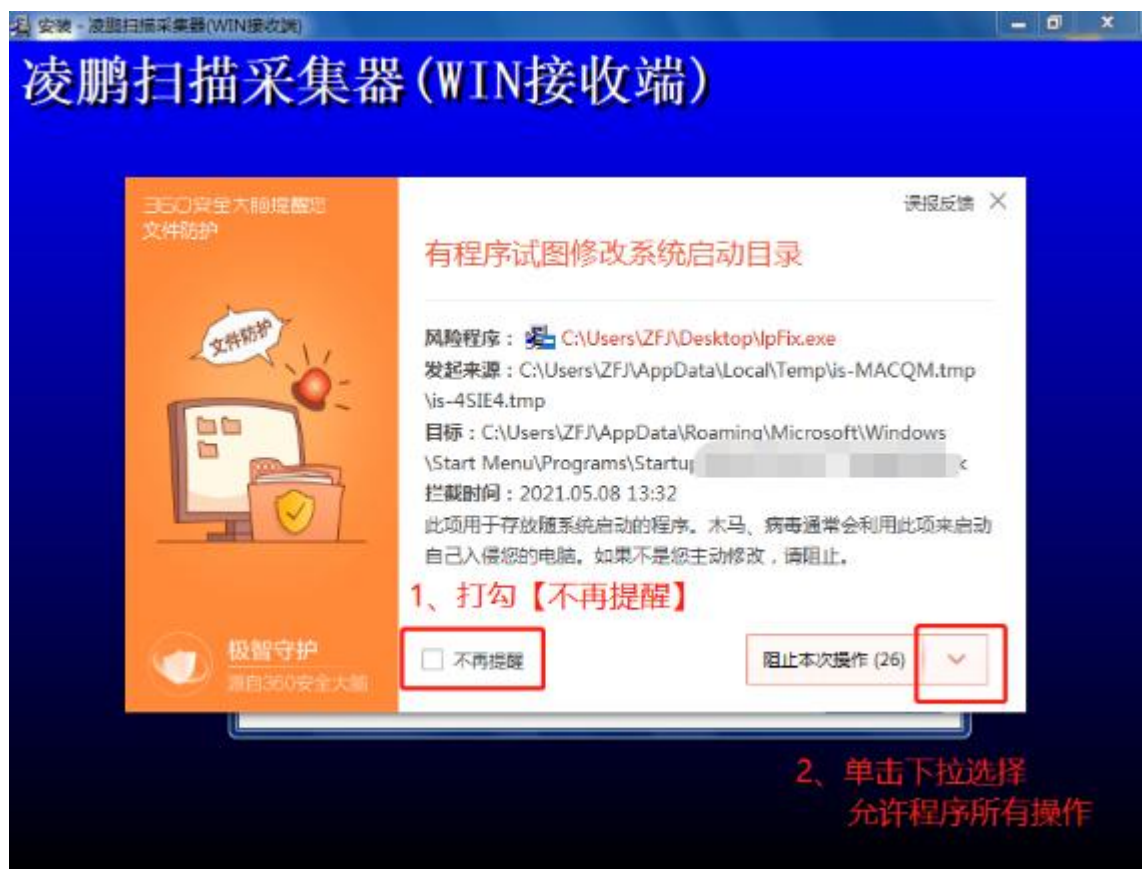 安装 - 凌鹏扫描采集器(WIN接收端)
凌鹏扫描采集器(WIN接收端)
360安全大脑提醒您
文件防护
误报反馈
有程序试图修改系统启动目录
文件防护
风险程序： C:\Users\ZFJ\Desktop\lpFix.exe
发起来源：C:\Users\ZFJ\AppData\Local\Temp\is-MACQM.tmp
\is-4SIE4.tmp
目标：C:\Users\ZFJ\AppData\Roaming\Microsoft\Windows
\Start Menu\Programs\Startu
拦截时间：2021.05.08 13:32
此项用于存放随系统启动的程序。木马、病毒通常会利用此项来启动
自己入侵您的电脑。如果不是您主动修改，请阻止。
1、打勾【不再提醒】
极智守护
源自360安全大脑
不再提醒
阻止本次操作 (26)
2、单击下拉选择
允许程序所有操作